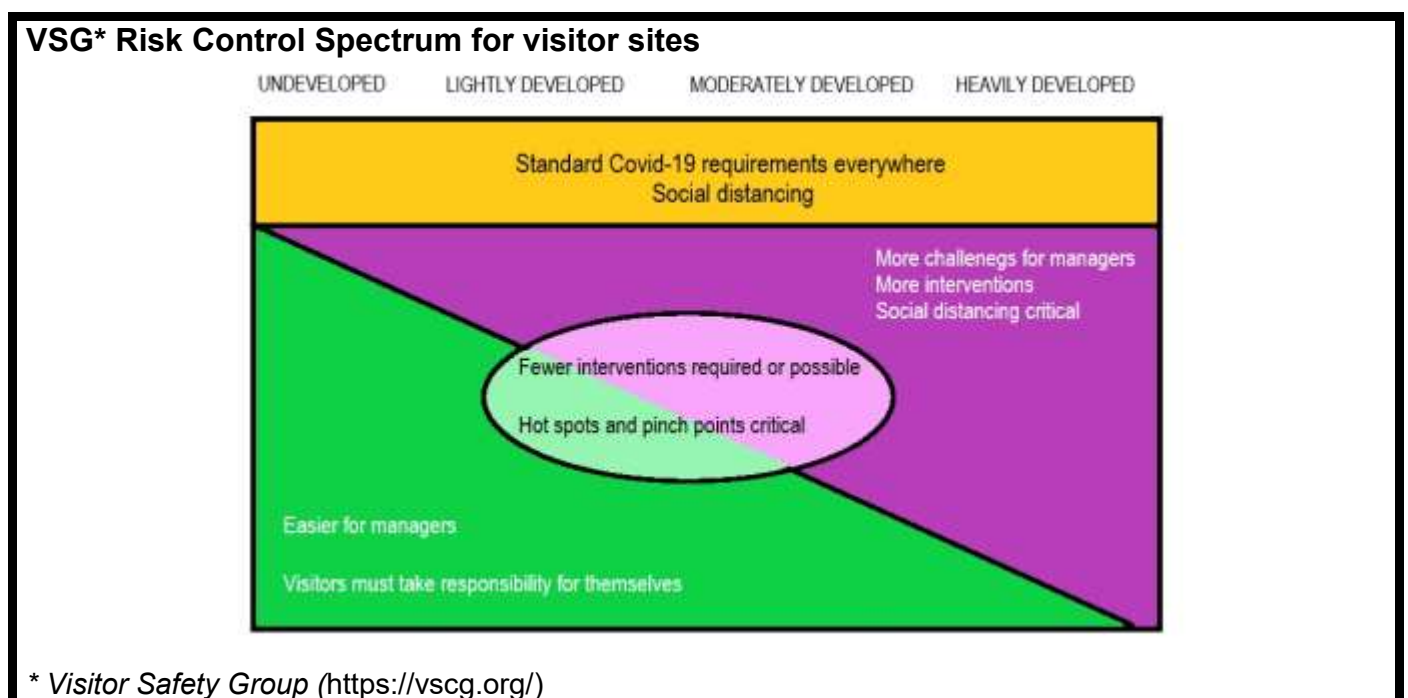 VSG* Risk Control Spectrum for visitor sites
UNDEVELOPED LIGHTLY DEVELOPED MODERATELY DEVELOPED HEAVILY DEVELOPED
Standard Covid-19 requirements everywhere
Social distancing
More challenegs for managers
More interventions
Social distancing critical
Fewer interventions required or possible
Hot spots and pinch points critical
Easier for managers
Visitors must take responsibility for themselves
* Visitor Safety Group (https://vscg.org/)